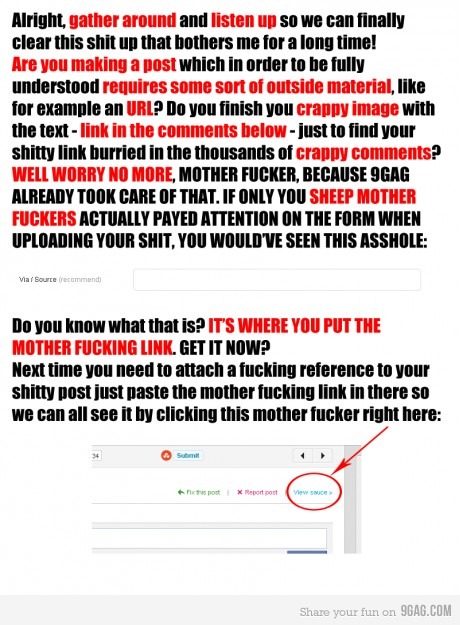 Alright, gather around and listen up so we can finally
clear this shit up that bothers me for a long time!
Are you making a post which in order to be fully
understood requires some sort of outside material, like
for example an URL? Do you finish you crappy image with
the text - link in the comments below - just to find your
shitty link burried in the thousands of crappy comments?
WELL WORRY NO MORE, MOTHER FUCKER, BECAUSE 9GAG
ALREADY TOOK CARE OF THAT. IF ONLY YOU SHEEP MOTHER
FUCKERS ACTUALLY PAYED ATTENTION ON THE FORM WHEN
UPLOADING YOUR SHIT, YOU WOULD'VE SEEN THIS ASSHOLE:
Via / Source (recommend)
Do you know what that is? IT'S WHERE YOU PUT THE
MOTHER FUCKING LINK. GET IT NOW?
Next time you need to attach a fucking reference to your
shitty post just paste the mother fucking link in there so
we can all see it by clicking this mother fucker right here:
34 Submit
Fix this post | Report post | View sauce »
Share your fun on 9GAG.COM